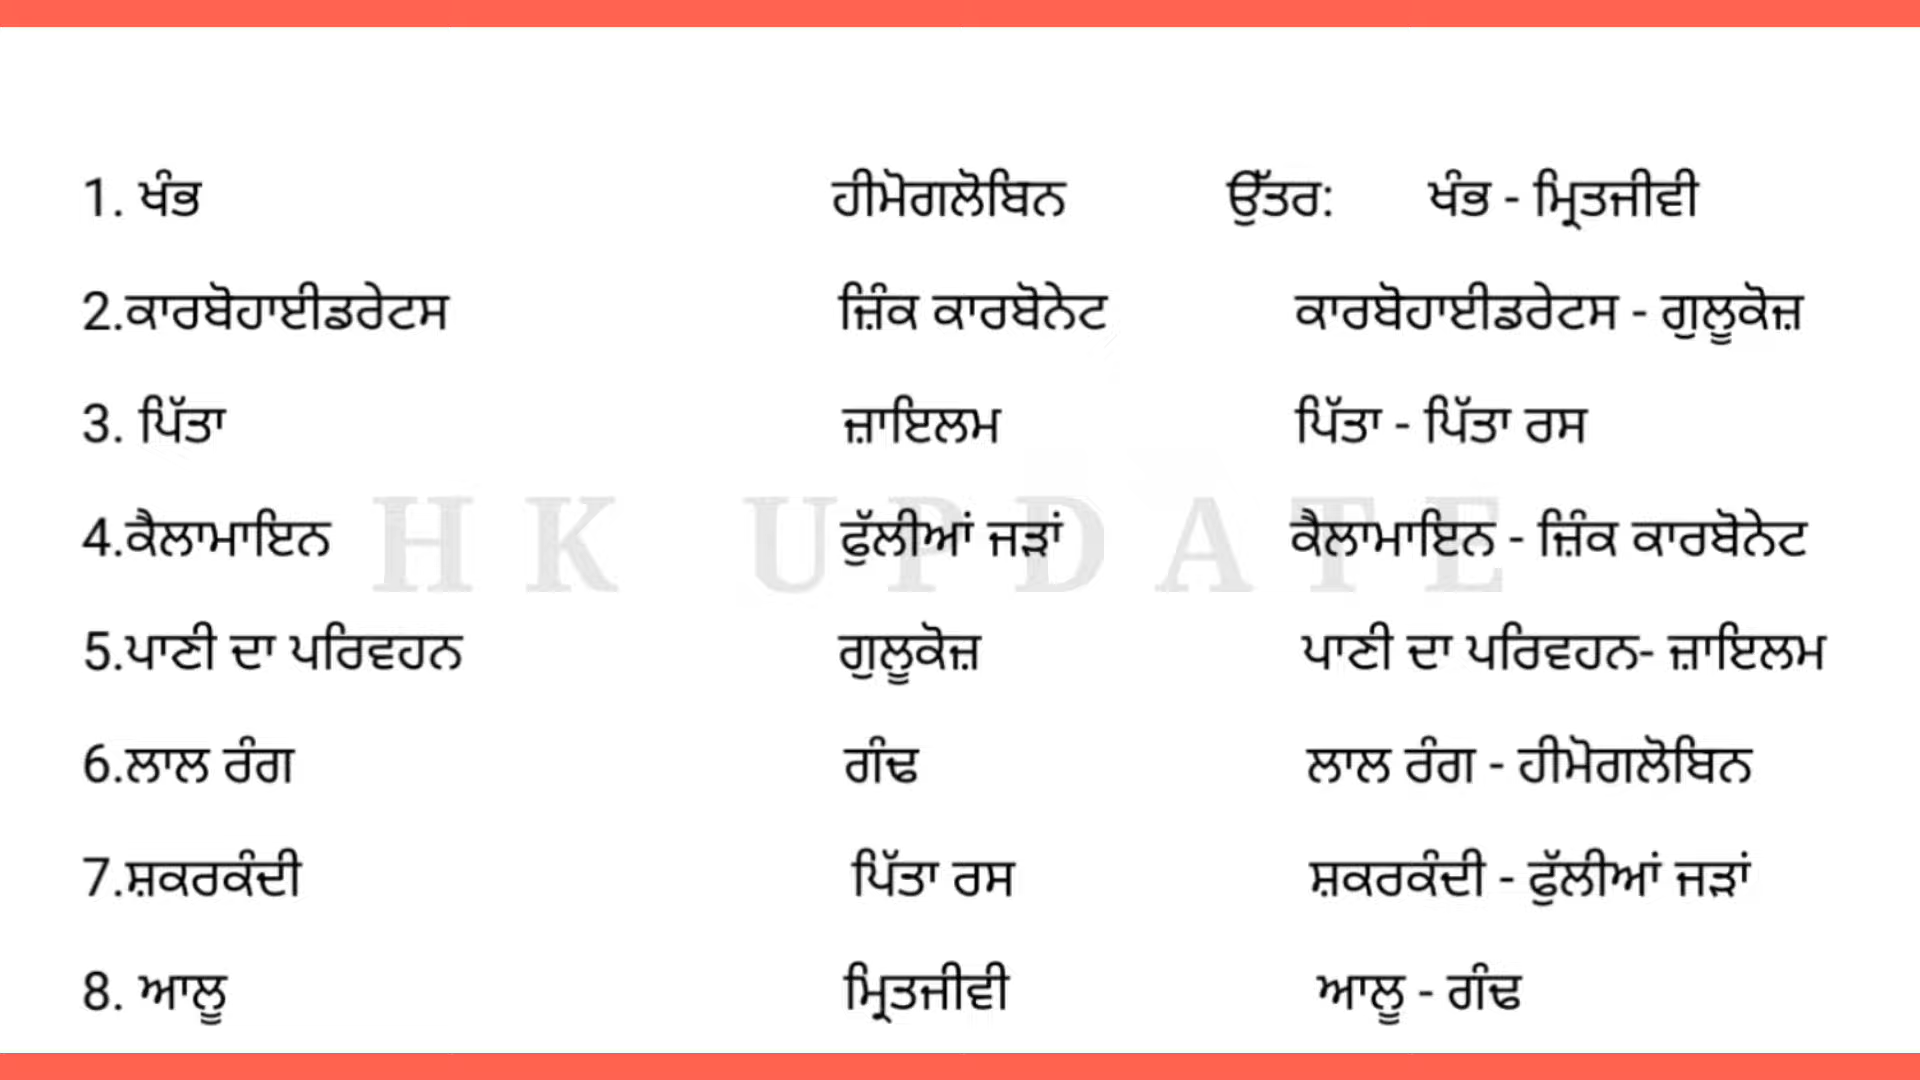 1. ਖੰਭ ਹੀਮੋਗਲੋਬਿਨ ਉੱਤਰ: ਖੰਭ - ਮ੍ਰਿਤਜੀਵੀ
2.ਕਾਰਬੋਹਾਈਡਰੇਟਸ ਜ਼ਿੰਕ ਕਾਰਬੋਨੇਟ ਕਾਰਬੋਹਾਈਡਰੇਟਸ - ਗੁਲੂਕੋਜ਼
3. ਪਿੱਤਾ ਜ਼ਾਇਲਮ ਪਿੱਤਾ - ਪਿੱਤਾ ਰਸ
4.ਕੈਲਾਮਾਇਨ ਫੁੱਲੀਆਂ ਜੜਾਂ ਕੈਲਾਮਾਇਨ - ਜ਼ਿੰਕ ਕਾਰਬੋਨੇਟ
HK UPDATE
5.ਪਾਣੀ ਦਾ ਪਰਿਵਹਨ ਗੁਲੂਕੋਜ਼ ਪਾਣੀ ਦਾ ਪਰਿਵਹਨ- ਜ਼ਾਇਲਮ
6.ਲਾਲ ਰੰਗ ਗੰਢ ਲਾਲ ਰੰਗ - ਹੀਮੋਗਲੋਬਿਨ
7.ਸ਼ਕਰਕੰਦੀ ਪਿੱਤਾ ਰਸ ਸ਼ਕਰਕੰਦੀ - ਫੁੱਲੀਆਂ ਜੜਾਂ
8. ਆਲੂ ਮ੍ਰਿਤਜੀਵੀ ਆਲੂ - ਗੰਢ